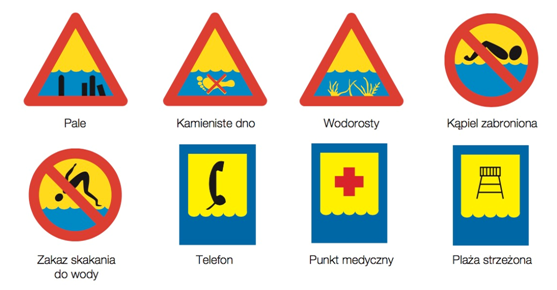 Pale
Kamieniste dno
Wodorosty
Kąpiel zabroniona
Zakaz skakania
do wody
Telefon
Punkt medyczny
Plaża strzeżona